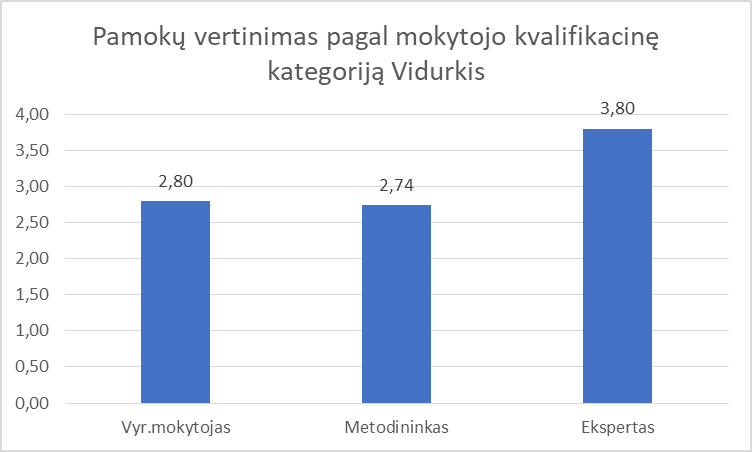 Pamokų vertinimas pagal mokytojo kvalifikacinę
kategoriją Vidurkis
4,00
3,50
3,00
2,50
2,00
1,50
1,00
0,50
0,00
2,80
2,74
3,80
Vyr.mokytojas
Metodininkas
Ekspertas